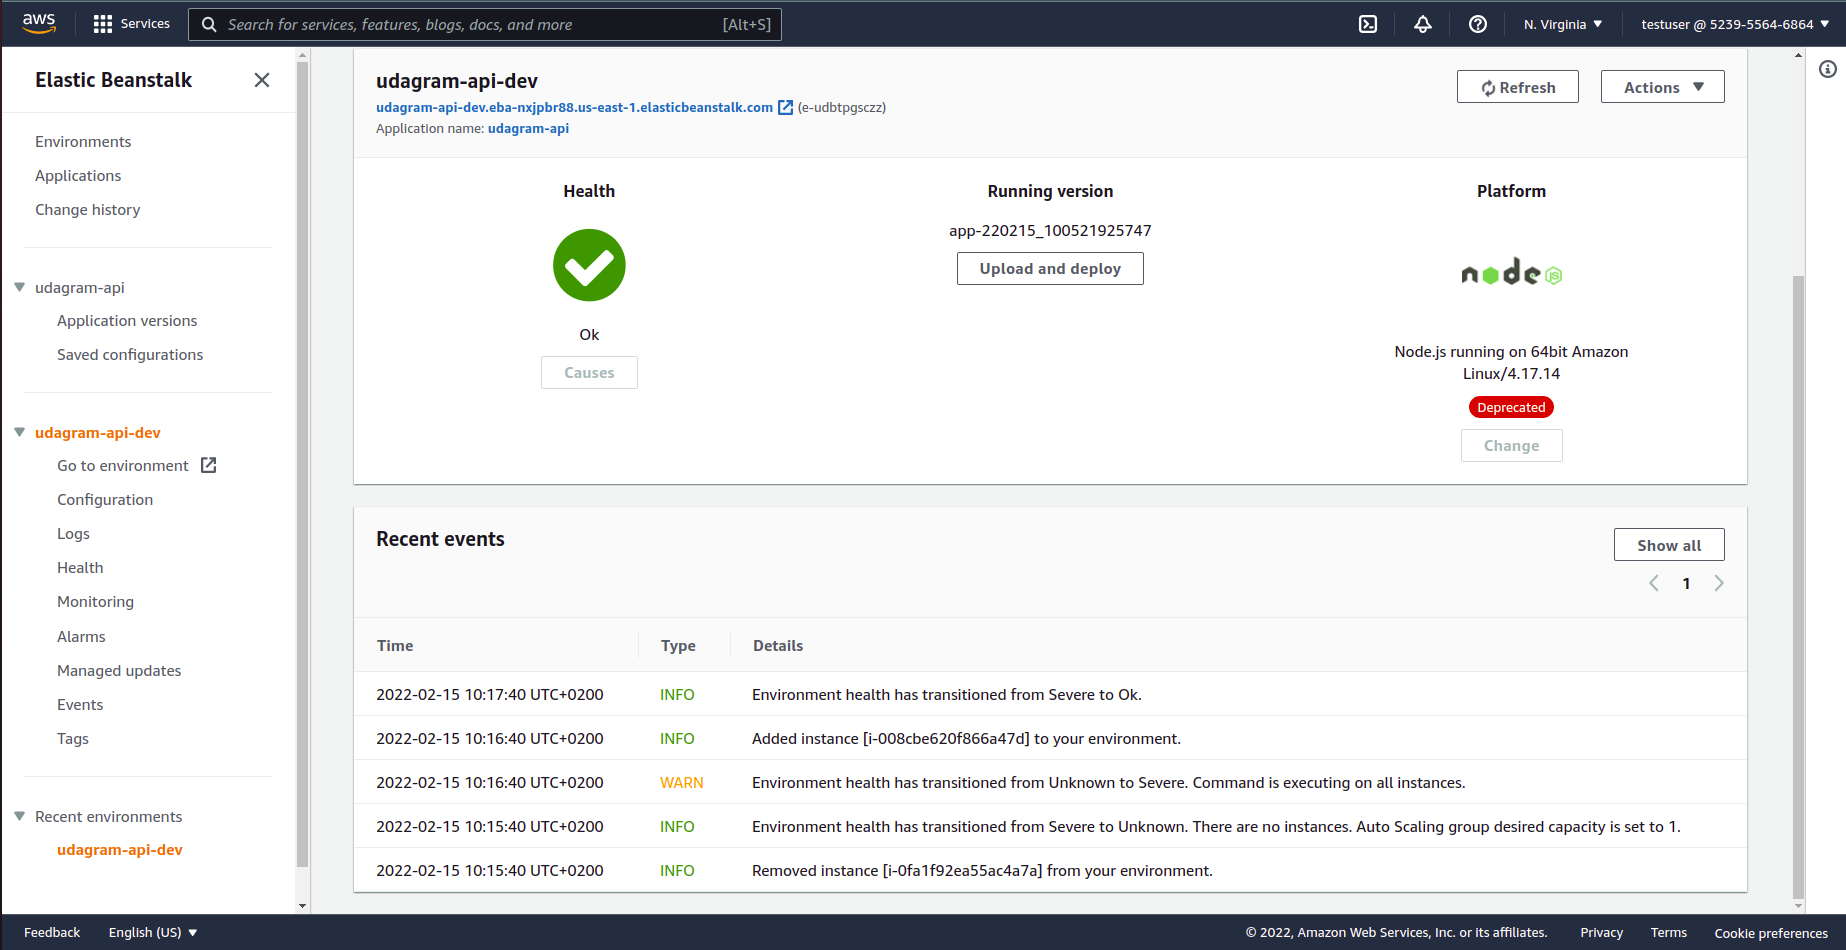 aws
Services
Search for services, features, blogs, docs, and more
[Alt+S]
N. Virginia
testuser @ 5239-5564-6864
Elastic Beanstalk
Environments
Applications
Change history
udagram-api
Application versions
Saved configurations
udagram-api-dev
Go to environment
Configuration
Logs
Health
Monitoring
Alarms
Managed updates
Events
Tags
Recent environments
udagram-api-dev
udagram-api-dev
udagram-api-dev.eba-nxjpbr88.us-east-1.elasticbeanstalk.com (e-udbtpgsczz)
Application name: udagram-api
Refresh
Actions
Health
Ok
Causes
Running version
app-220215_100521925747
Upload and deploy
Platform
node JS
Node.js running on 64bit Amazon
Linux/4.17.14
Deprecated
Change
Recent events
Show all
1
Time Type Details
2022-02-15 10:17:40 UTC+0200 INFO Environment health has transitioned from Severe to Ok.
2022-02-15 10:16:40 UTC+0200 INFO Added instance [i-008cbe620f866a47d] to your environment.
2022-02-15 10:16:40 UTC+0200 WARN Environment health has transitioned from Unknown to Severe. Command is executing on all instances.
2022-02-15 10:15:40 UTC+0200 INFO Environment health has transitioned from Severe to Unknown. There are no instances. Auto Scaling group desired capacity is set to 1.
2022-02-15 10:15:40 UTC+0200 INFO Removed instance [i-0fa1f92ea55ac4a7a] from your environment.
Feedback
English (US)
© 2022, Amazon Web Services, Inc. or its affiliates.
Privacy
Terms
Cookie preferences